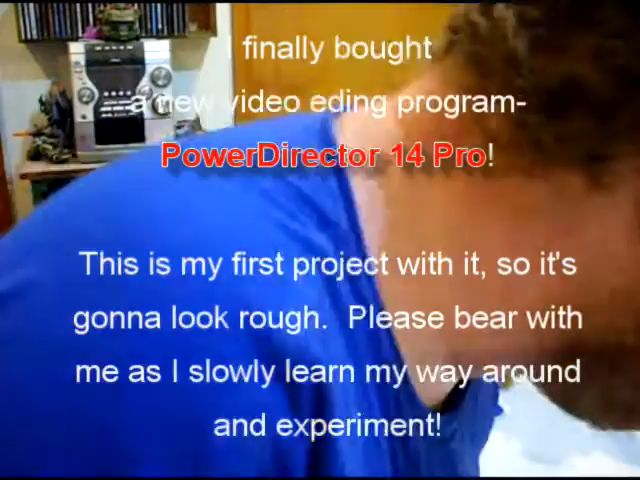 I finally bought
a new video eding program-
PowerDirector 14 Pro!
This is my first project with it, so it's
gonna look rough. Please bear with
me as I slowly learn my way around
and experiment!